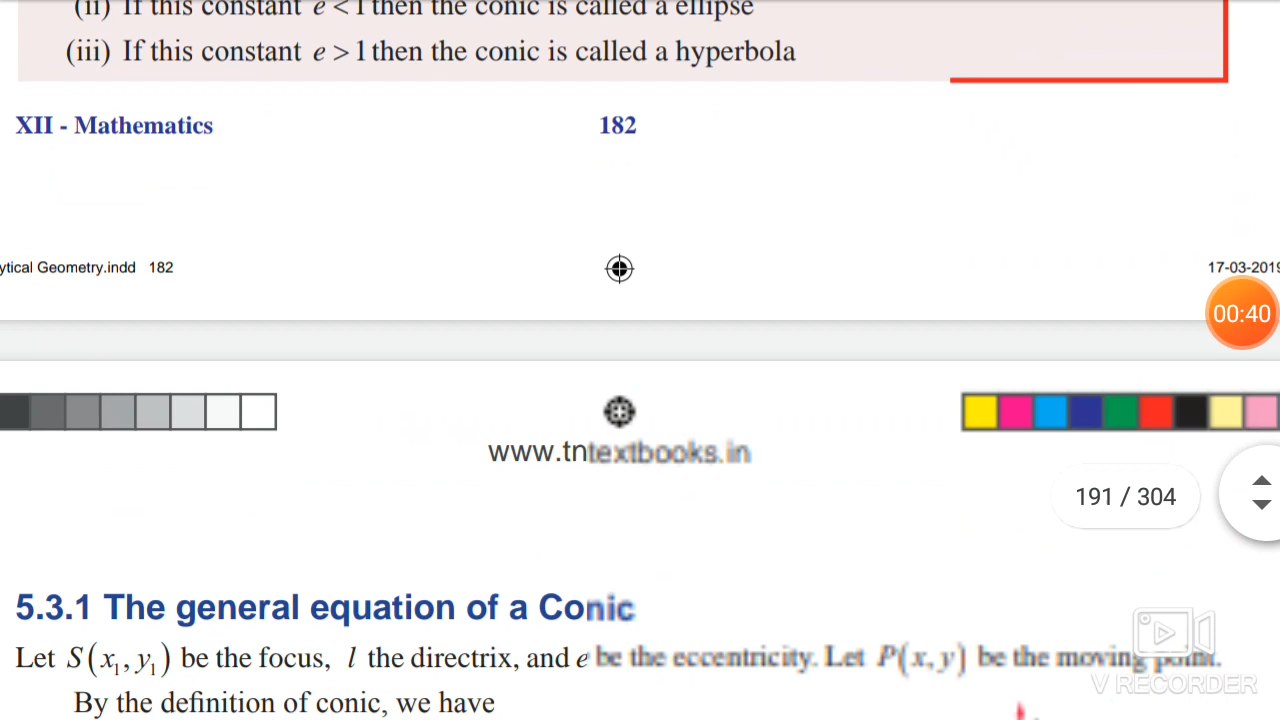 (ii) If this constant e < 1 then the conic is called a ellipse
(iii) If this constant e > 1 then the conic is called a hyperbola
XII - Mathematics 182
ytical Geometry.indd 182 17-03-2019
00:40
www.tntextbooks.in
191 / 304
5.3.1 The general equation of a Conic
Let S(x₁, y₁) be the focus, l the directrix, and e be the eccentricity. Let P(x, y) be the moving point.
By the definition of conic, we have
V RECORDER